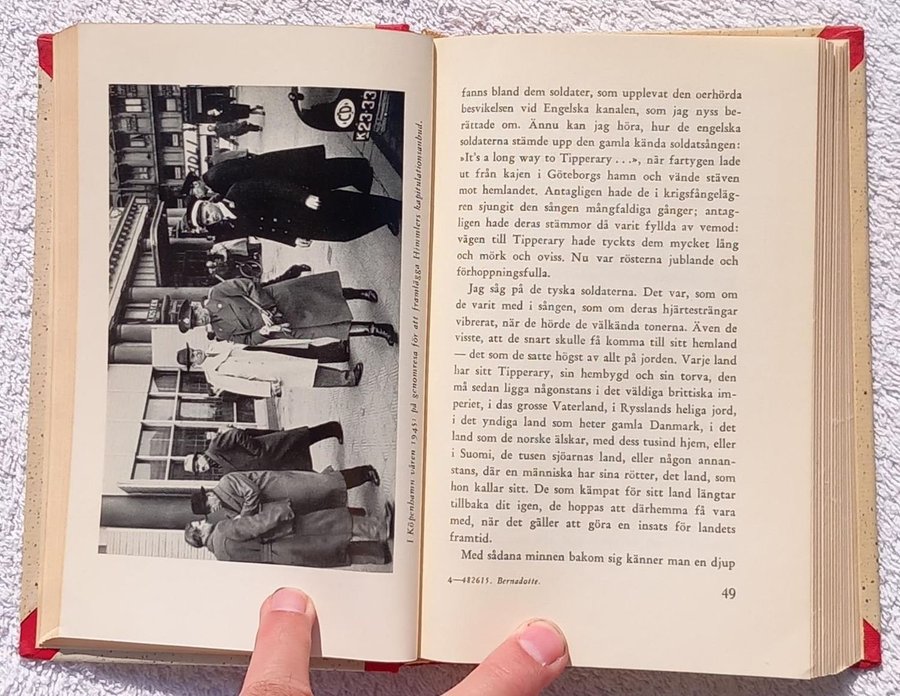 CD
K23-33
I Köpenhamn våren 1945: på genomresa för att framlägga Himmlers kapitulationsanbud.
fanns bland dem soldater, som upplevat den oerhörda
besvikelsen vid Engelska kanalen, som jag nyss be-
rättade om. Ännu kan jag höra, hur de engelska
soldaterna stämde upp den gamla kända soldatsången:
»It's a long way to Tipperary . . .», när fartygen lade
ut från kajen i Göteborgs hamn och vände stäven
mot hemlandet. Antagligen hade de i krigsfångeläg-
ren sjungit den sången mångfaldiga gånger; antag-
ligen hade deras stämmor då varit fyllda av vemod:
vägen till Tipperary hade tyckts dem mycket lång
och mörk och oviss. Nu var rösterna jublande och
förhoppningsfulla.
Jag såg på de tyska soldaterna. Det var, som om
de varit med i sången, som om deras hjärtesträngar
vibrerat, när de hörde de välkända tonerna. Även de
visste, att de snart skulle få komma till sitt hemland
— det som de satte högst av allt på jorden. Varje land
har sitt Tipperary, sin hembygd och sin torva, den
må sedan ligga någonstans i det väldiga brittiska im-
periet, i das grosse Vaterland, i Rysslands heliga jord,
i det yndiga land som heter gamla Danmark, i det
land som de norske älskar, med dess tusind hjem, eller
i Suomi, de tusen sjöarnas land, eller någon annan-
stans, där en människa har sina rötter, det land, som
hon kallar sitt. De som kämpat för sitt land längtar
tillbaka dit igen, de hoppas att därhemma få vara
med, när det gäller att göra en insats för landets
framtid.
Med sådana minnen bakom sig känner man en djup
4—482615. Bernadotte.
49